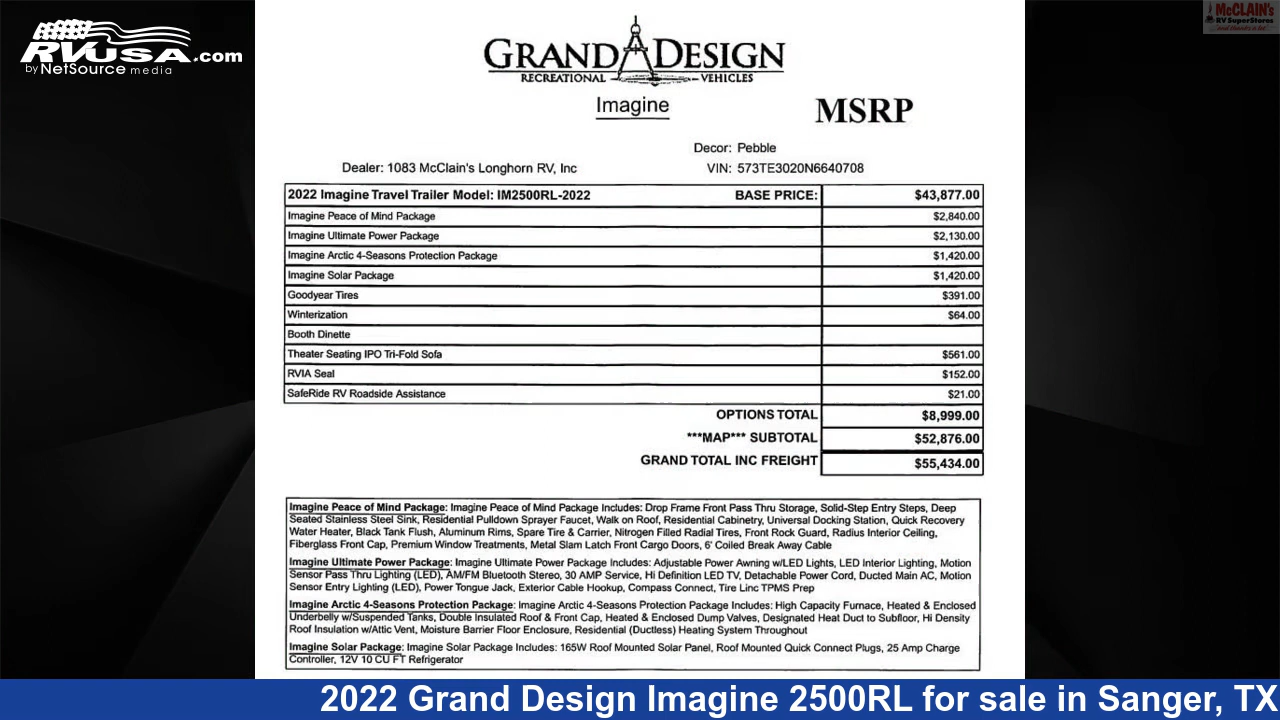 RVUSA.com
by NetSource media
McCLAIN's
RV SUPERSTORES
GRAND DESIGN
RECREATIONAL VEHICLES
Imagine
MSRP
Decor: Pebble
Dealer: 1083 McClain's Longhorn RV, Inc
VIN: 573TE3020N6640708
2022 Imagine Travel Trailer Model: IM2500RL-2022 BASE PRICE: $43,877.00
Imagine Peace of Mind Package $2,840.00
Imagine Ultimate Power Package $2,130.00
Imagine Arctic 4-Seasons Protection Package $1,420.00
Imagine Solar Package $1,420.00
Goodyear Tires $391.00
Winterization $64.00
Booth Dinette
Theater Seating IPO Tri-Fold Sofa $561.00
RVIA Seal $152.00
SafeRide RV Roadside Assistance $21.00
OPTIONS TOTAL $8,999.00
***MAP*** SUBTOTAL $52,876.00
GRAND TOTAL INC FREIGHT $55,434.00
Imagine Peace of Mind Package: Imagine Peace of Mind Package Includes: Drop Frame Front Pass Thru Storage, Solid-Step Entry Steps, Deep
Seated Stainless Steel Sink, Residential Pulldown Sprayer Faucet, Walk on Roof, Residential Cabinetry, Universal Docking Station, Quick Recovery
Water Heater, Black Tank Flush, Aluminum Rims, Spare Tire & Carrier, Nitrogen Filled Radial Tires, Front Rock Guard, Radius Interior Ceiling,
Fiberglass Front Cap, Premium Window Treatments, Metal Slam Latch Front Cargo Doors, 6' Coiled Break Away Cable
Imagine Ultimate Power Package: Imagine Ultimate Power Package Includes: Adjustable Power Awning w/LED Lights, LED Interior Lighting, Motion
Sensor Pass Thru Lighting (LED), AM/FM Bluetooth Stereo, 30 AMP Service, Hi Definition LED TV, Detachable Power Cord, Ducted Main AC, Motion
Sensor Entry Lighting (LED), Power Tongue Jack, Exterior Cable Hookup, Compass Connect, Tire Linc TPMS Prep
Imagine Arctic 4-Seasons Protection Package: Imagine Arctic 4-Seasons Protection Package Includes: High Capacity Furnace, Heated & Enclosed
Underbelly w/Suspended Tanks, Double Insulated Roof & Front Cap, Heated & Enclosed Dump Valves, Designated Heat Duct to Subfloor, Hi Density
Roof Insulation w/Attic Vent, Moisture Barrier Floor Enclosure, Residential (Ductless) Heating System Throughout
Imagine Solar Package: Imagine Solar Package Includes: 165W Roof Mounted Solar Panel, Roof Mounted Quick Connect Plugs, 25 Amp Charge
Controller, 12V 10 CU FT Refrigerator
2022 Grand Design Imagine 2500RL for sale in Sanger, TX